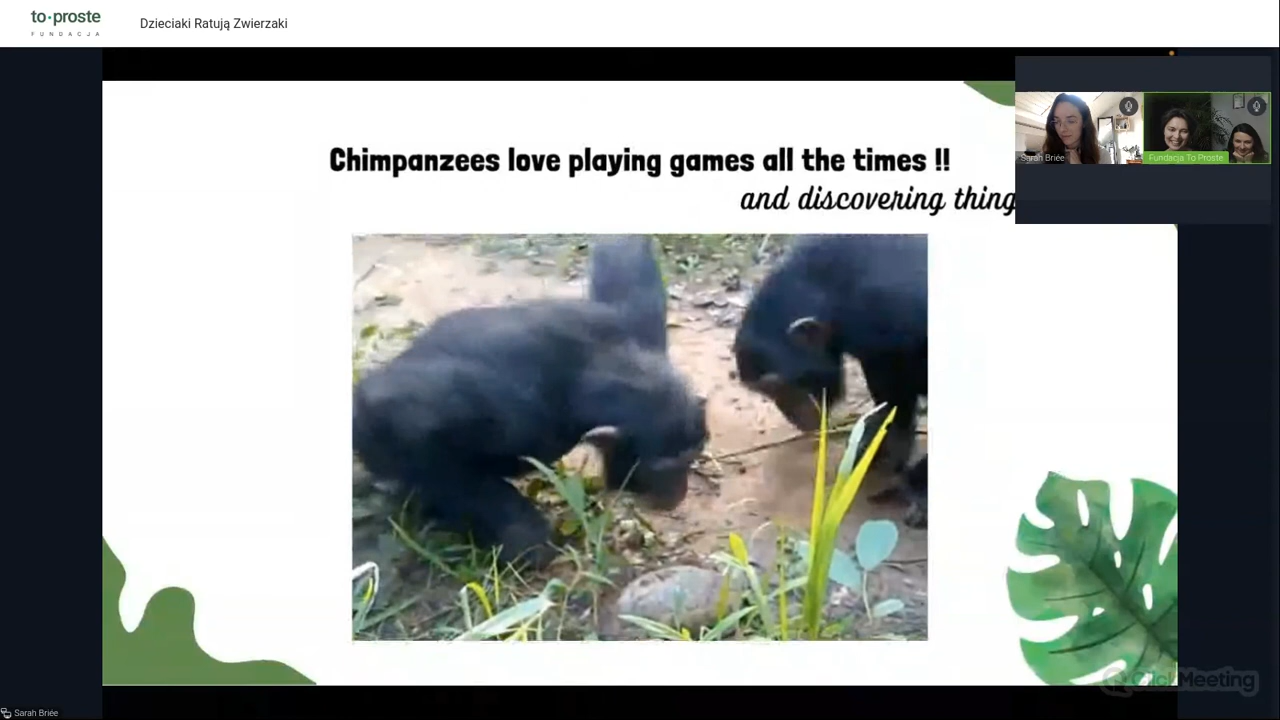 to·proste
FUNDACJA
Dzieciaki Ratują Zwierzaki
Chimpanzees love playing games all the times !!
and discovering thing
Sarah Briée
Fundacja To Proste
ClickMeeting
Sarah Briée